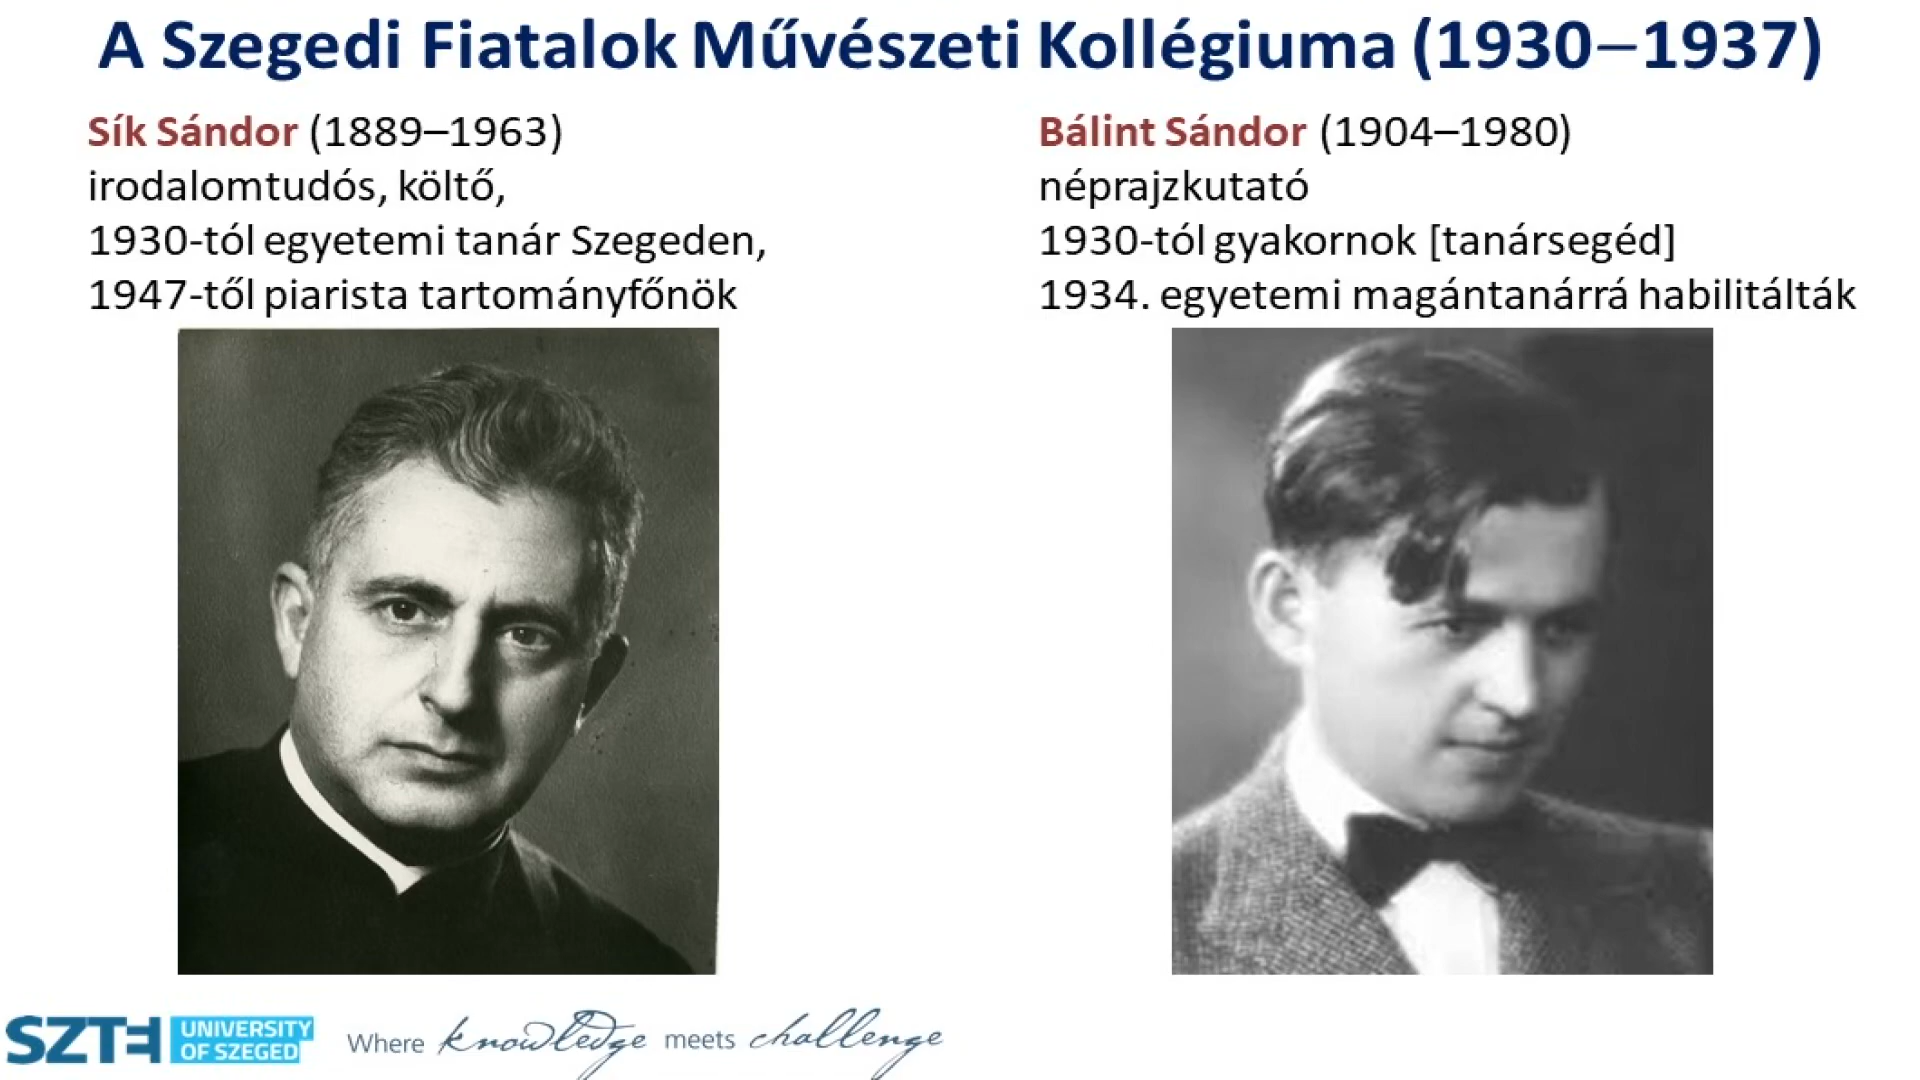 A Szegedi Fiatalok Művészeti Kollégiuma (1930–1937)
Sík Sándor (1889–1963)
irodalomtudós, költő,
1930-tól egyetemi tanár Szegeden,
1947-től piarista tartományfőnök
Bálint Sándor (1904–1980)
néprajzkutató
1930-tól gyakornok [tanársegéd]
1934. egyetemi magántanárrá habilitálták
SZTE UNIVERSITY
OF SZEGED
Where knowledge meets challenge